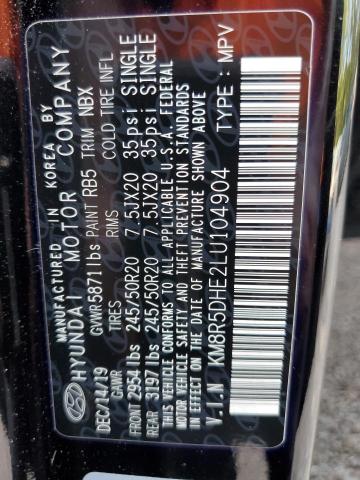 MANUFACTURED IN KOREA BY
HYUNDAI MOTOR COMPANY
DEC/14/19 GVWR5871lbs PAINT RB5 TRIM NBX
GAWR TIRES RIMS COLD TIRE INFL
FRONT 2954 lbs 245/50R20 7.5JX20 35psi SINGLE
REAR 3197 lbs 245/50R20 7.5JX20 35psi SINGLE
THIS VEHICLE CONFORMS TO ALL APPLICABLE U.S.A. FEDERAL
MOTOR VEHICLE SAFETY AND THEFT PREVENTION STANDARDS
IN EFFECT ON THE DATE OF MANUFACTURE SHOWN ABOVE
V.I.N : KM8R5DHE2LU104904 TYPE : MPV